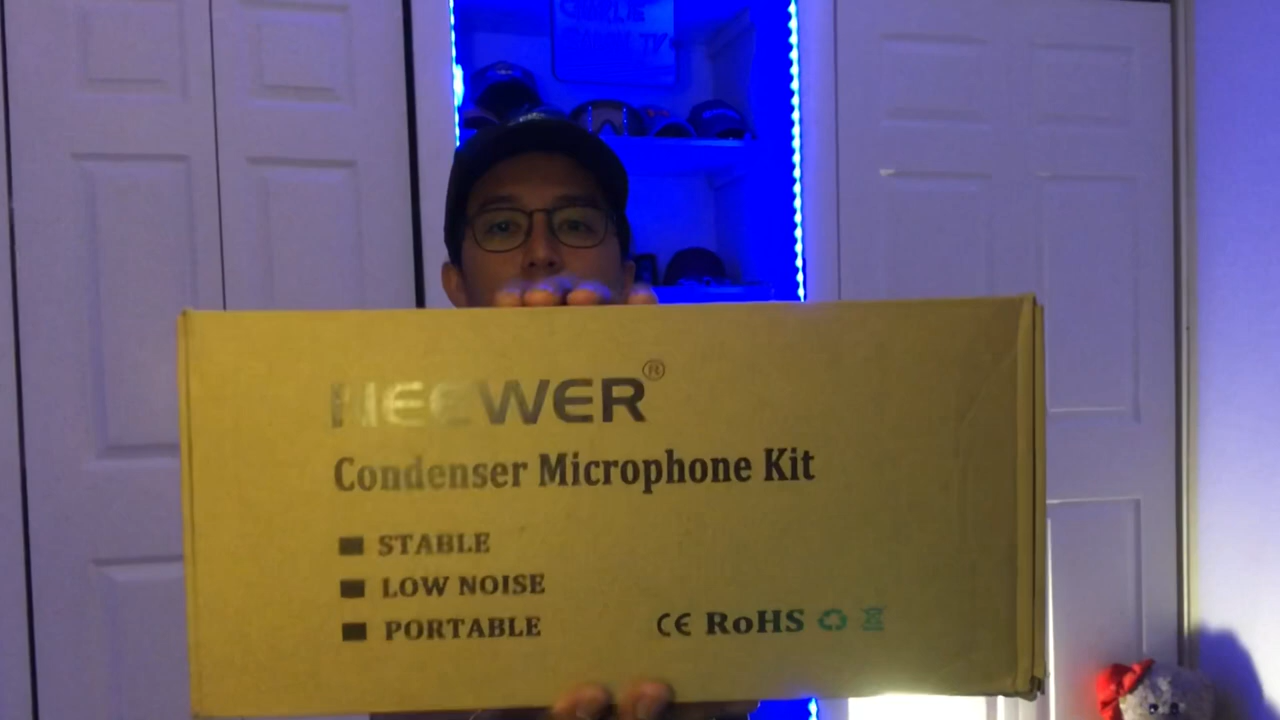 NEEWER®
Condenser Microphone Kit
STABLE
LOW NOISE
PORTABLE
CE RoHS